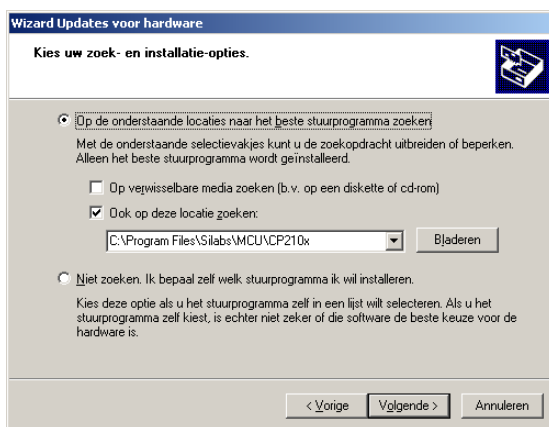 Wizard Updates voor hardware
Kies uw zoek- en installatie-opties.
Op de onderstaande locaties naar het beste stuurprogramma zoeken
Met de onderstaande selectievakjes kunt u de zoekopdracht uitbreiden of beperken.
Alleen het beste stuurprogramma wordt geïnstalleerd.
Op verwisselbare media zoeken (b.v. op een diskette of cd-rom)
Ook op deze locatie zoeken:
C:\Program Files\Silabs\MCU\CP210x
Bladeren
Niet zoeken. Ik bepaal zelf welk stuurprogramma ik wil installeren.
Kies deze optie als u het stuurprogramma zelf in een lijst wilt selecteren. Als u het
stuurprogramma zelf kiest, is echter niet zeker of die software de beste keuze voor de
hardware is.
< Vorige
Volgende >
Annuleren